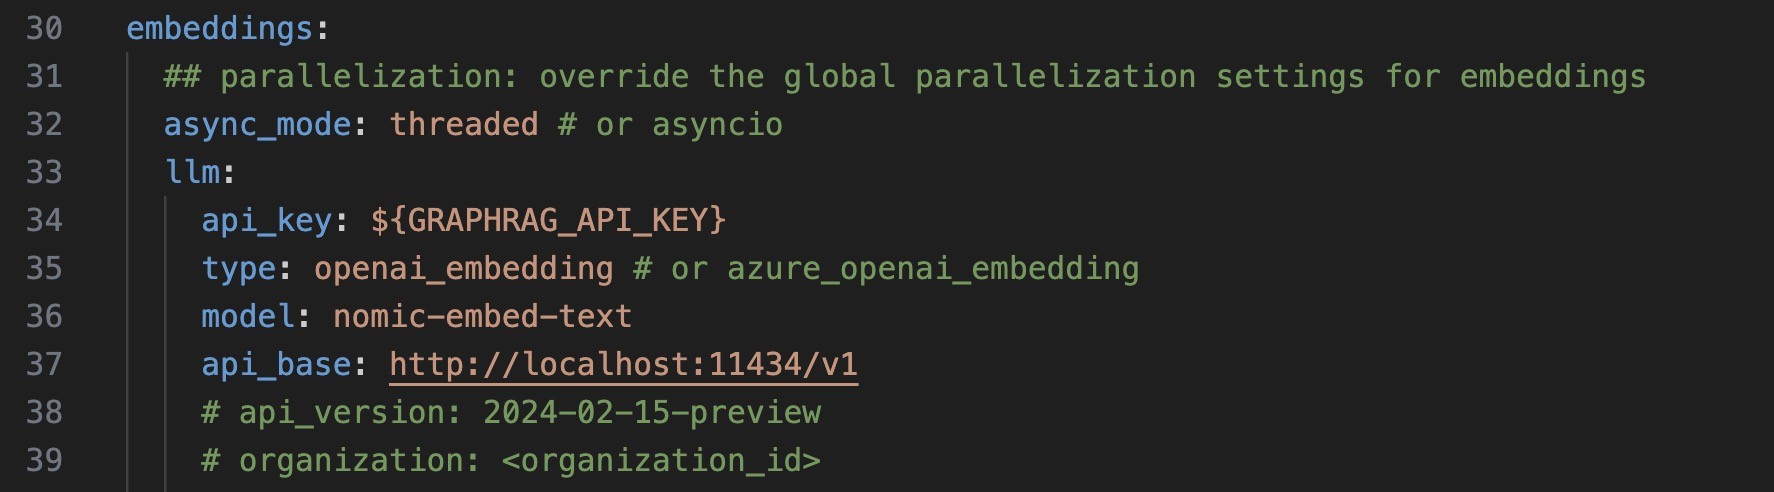 30 embeddings:
31 ## parallelization: override the global parallelization settings for embeddings
32 async_mode: threaded # or asyncio
33 llm:
34 api_key: ${GRAPHRAG_API_KEY}
35 type: openai_embedding # or azure_openai_embedding
36 model: nomic-embed-text
37 api_base: http://localhost:11434/v1
38 # api_version: 2024-02-15-preview
39 # organization: <organization_id>